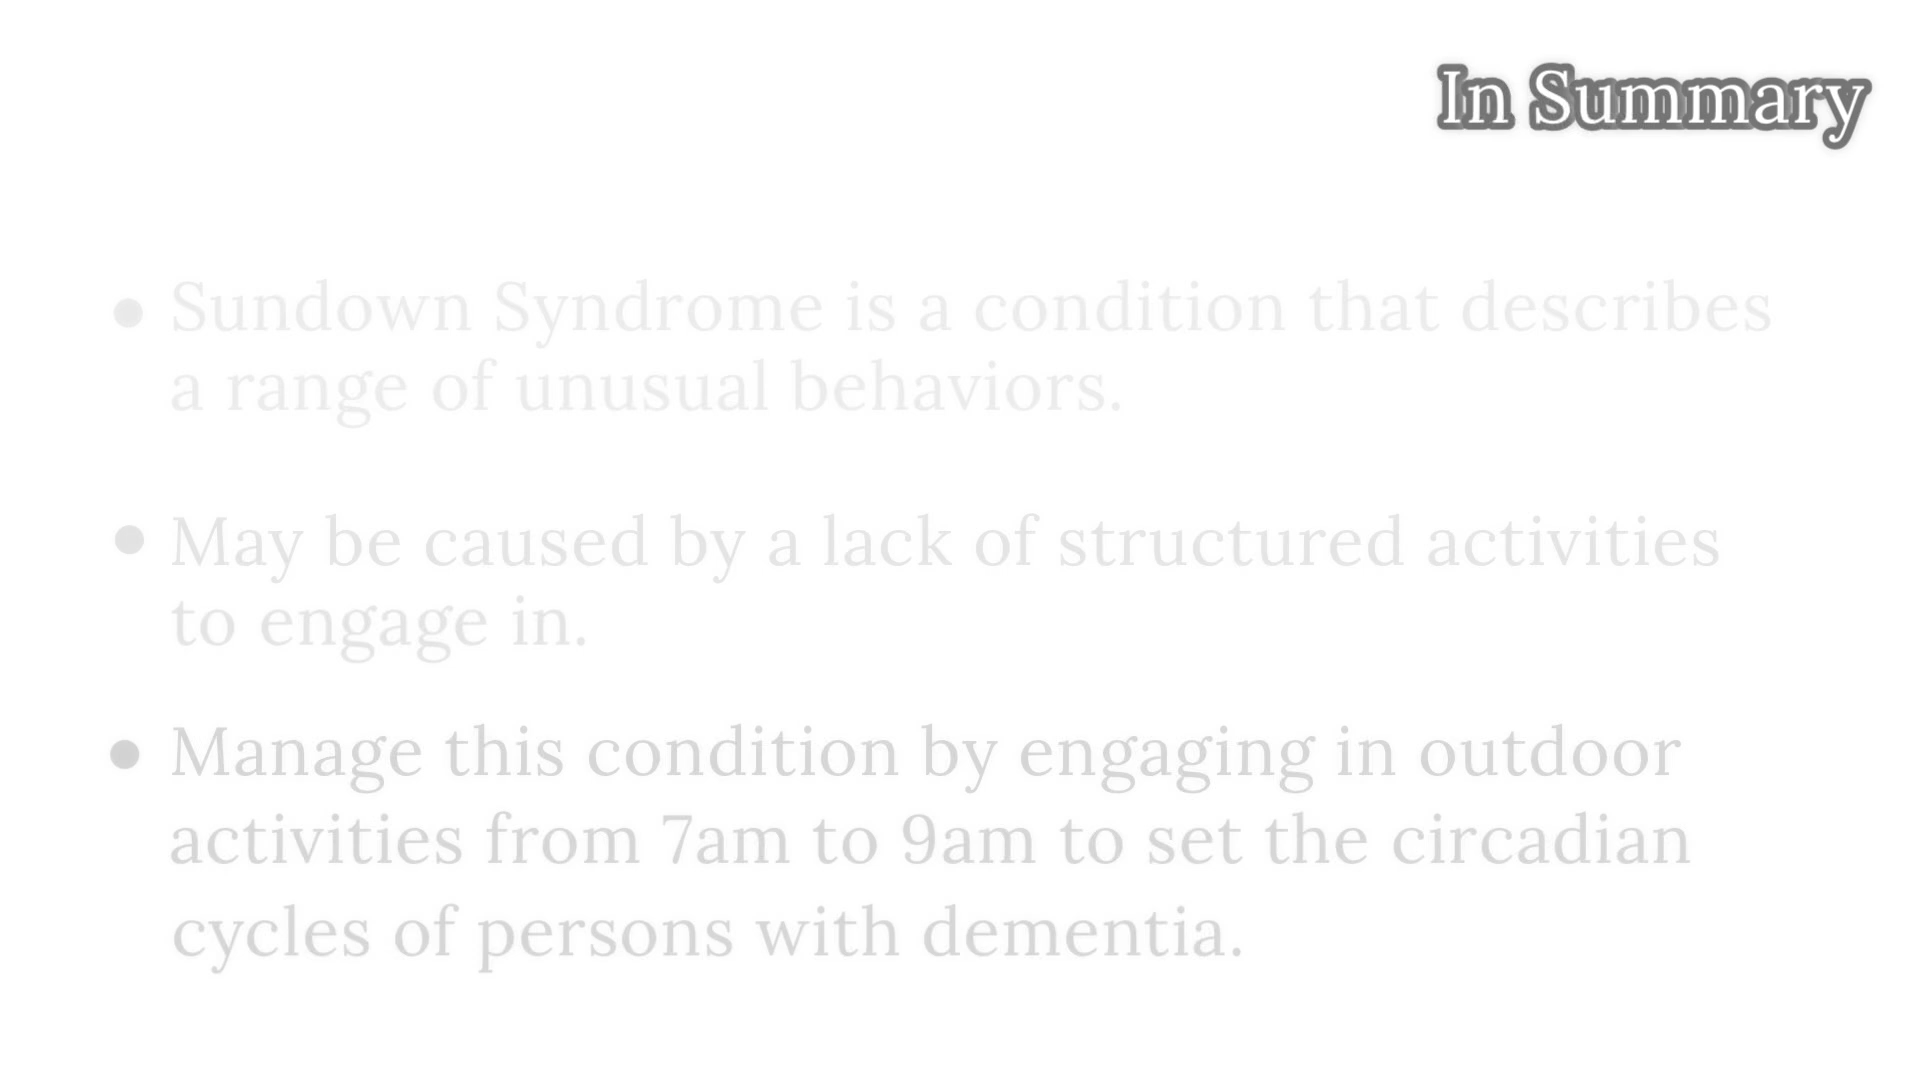 In Summary
● Sundown Syndrome is a condition that describes
a range of unusual behaviors.
● May be caused by a lack of structured activities
to engage in.
● Manage this condition by engaging in outdoor
activities from 7am to 9am to set the circadian
cycles of persons with dementia.